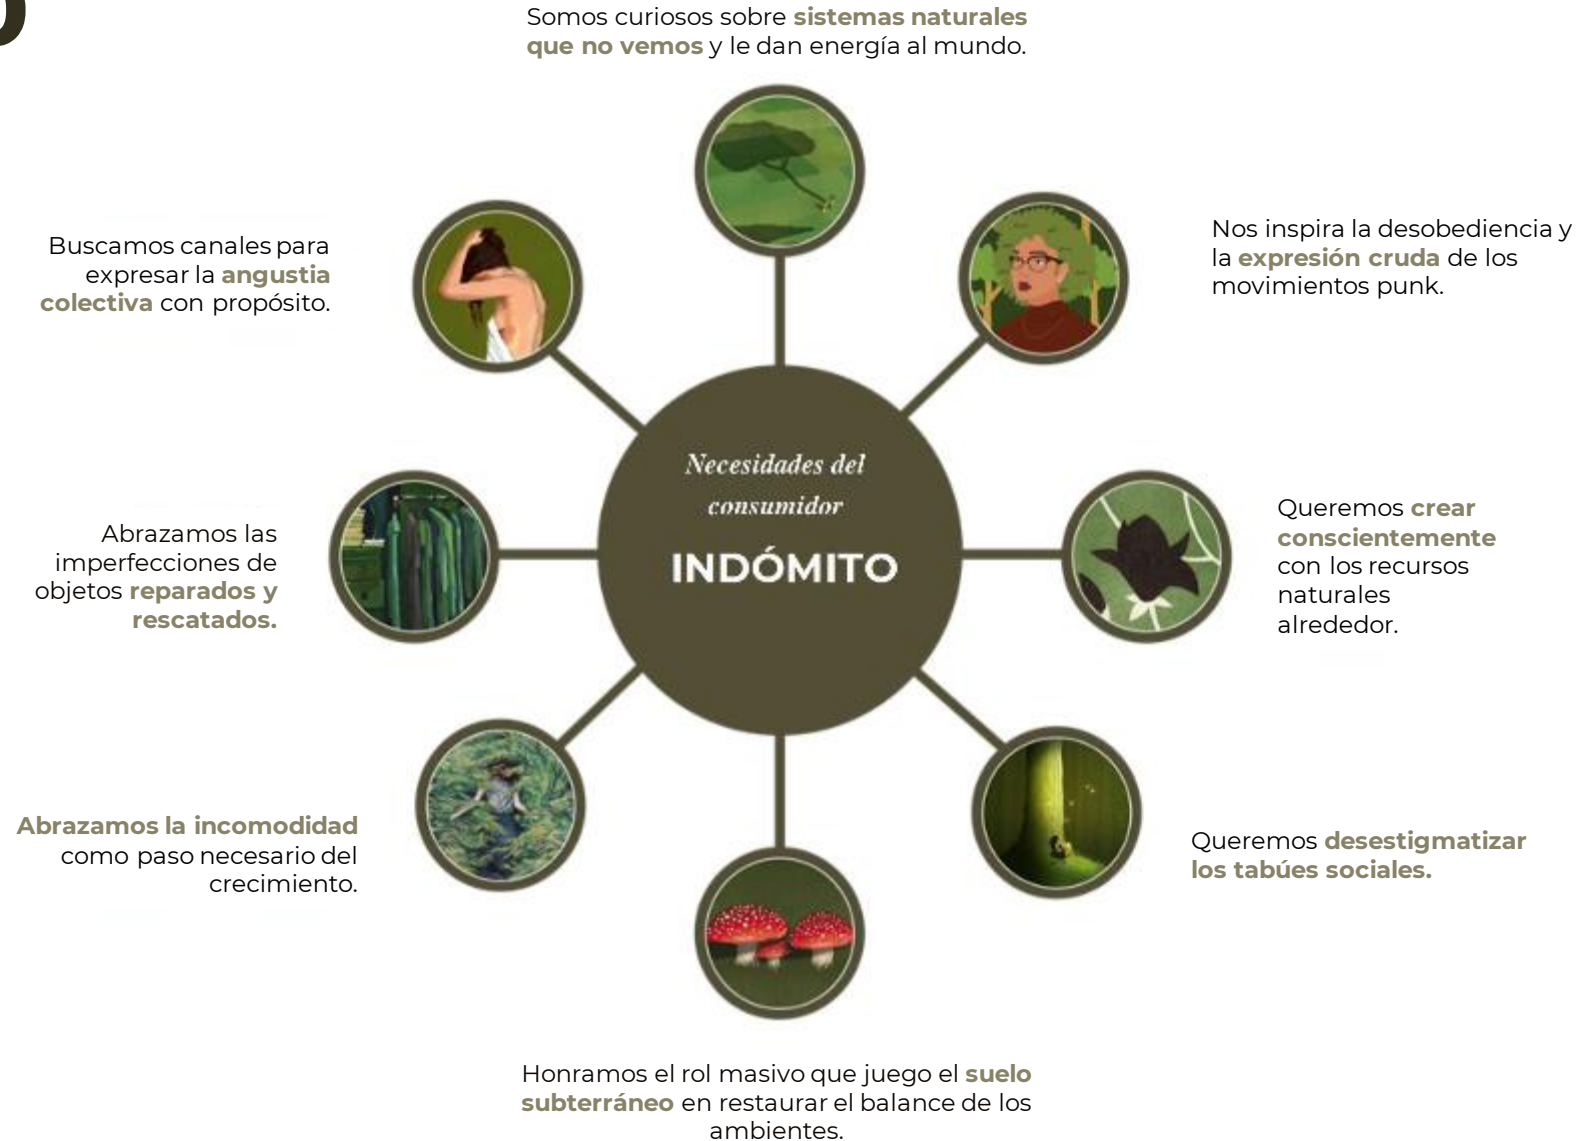 Somos curiosos sobre sistemas naturales
que no vemos y le dan energía al mundo.
Nos inspira la desobediencia y
la expresión cruda de los
movimientos punk.
Buscamos canales para
expresar la angustia
colectiva con propósito.
Necesidades del
consumidor
INDÓMITO
Queremos crear
conscientemente
con los recursos
naturales
alrededor.
Abrazamos las
imperfecciones de
objetos reparados y
rescatados.
Abrazamos la incomodidad
como paso necesario del
crecimiento.
Queremos desestigmatizar
los tabúes sociales.
Honramos el rol masivo que juego el suelo
subterráneo en restaurar el balance de los
ambientes.